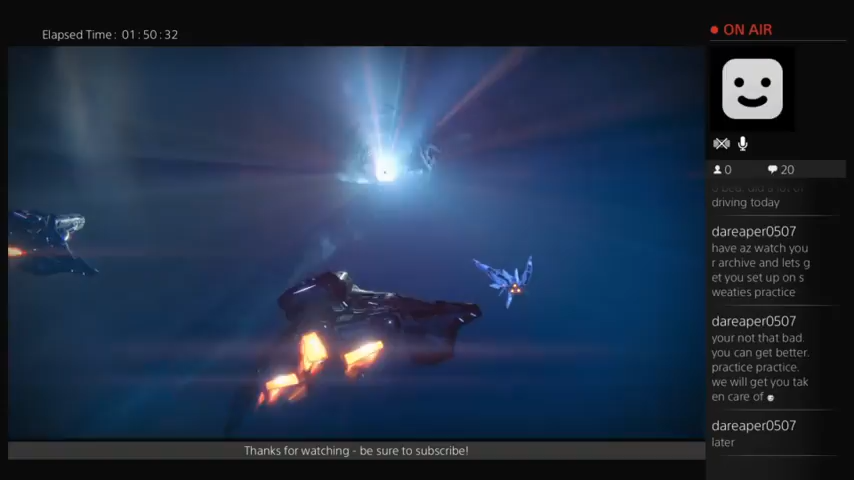 Elapsed Time: 01:50:32
ON AIR
0
20
driving today
dareaper0507
have az watch you
r archive and lets g
et you set up on s
weaties practice
dareaper0507
your not that bad.
you can get better.
practice practice.
we will get you tak
en care of
dareaper0507
later
Thanks for watching - be sure to subscribe!